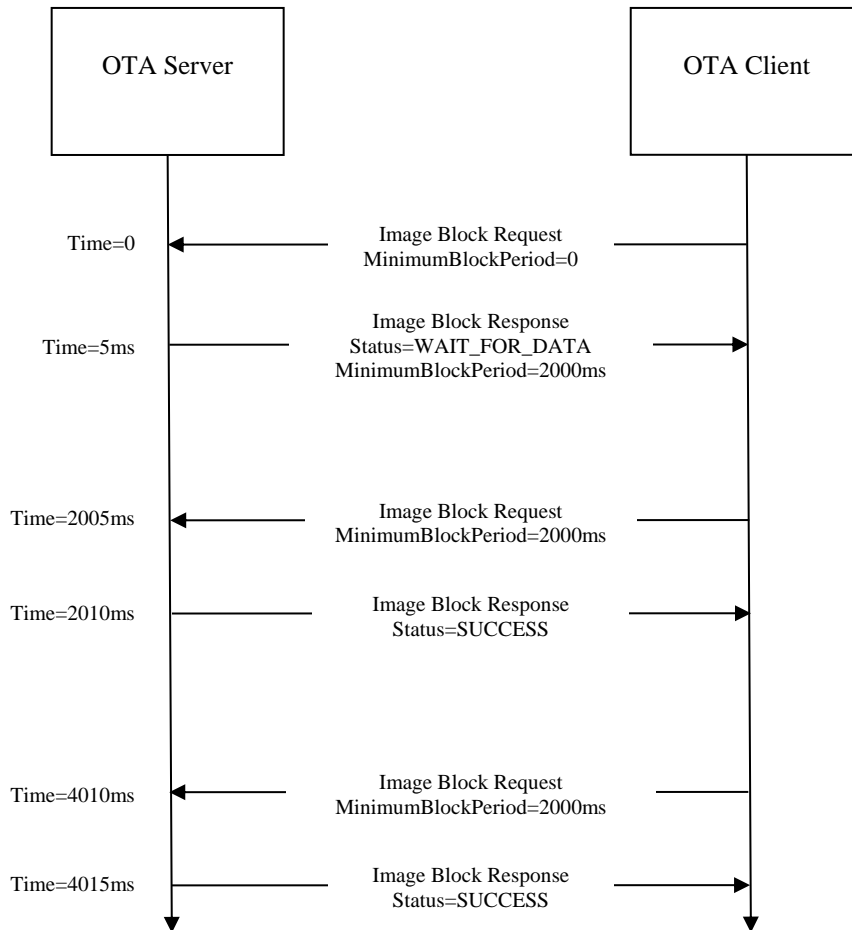 OTA Server
OTA Client
Time=0
Image Block Request
MinimumBlockPeriod=0
Time=5ms
Image Block Response
Status=WAIT_FOR_DATA
MinimumBlockPeriod=2000ms
Time=2005ms
Image Block Request
MinimumBlockPeriod=2000ms
Time=2010ms
Image Block Response
Status=SUCCESS
Time=4010ms
Image Block Request
MinimumBlockPeriod=2000ms
Time=4015ms
Image Block Response
Status=SUCCESS